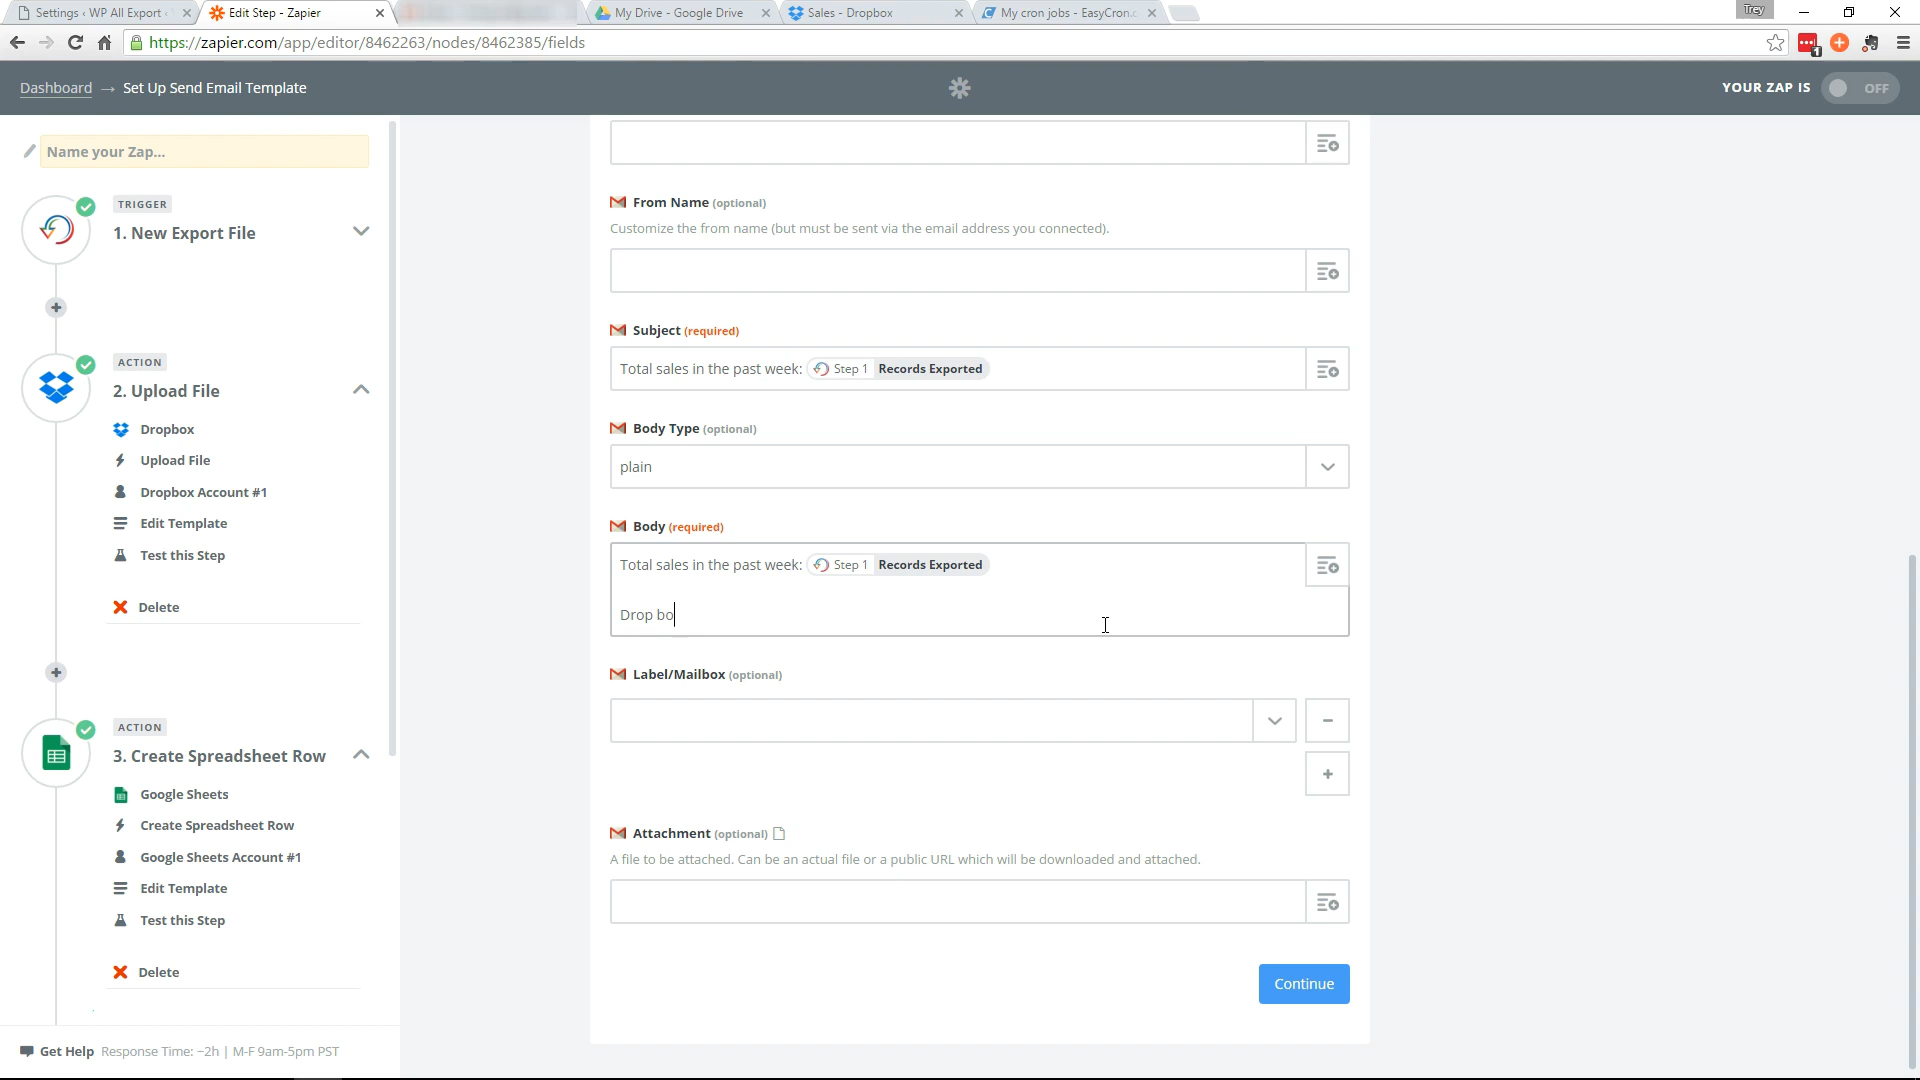 Settings ‹ WP All Export ‹
Edit Step - Zapier
My Drive - Google Drive
Sales - Dropbox
My cron jobs - EasyCron.c
Trey
https://zapier.com/app/editor/8462263/nodes/8462385/fields
1
Dashboard → Set Up Send Email Template
YOUR ZAP IS OFF
Name your Zap...
TRIGGER
1. New Export File
ACTION
2. Upload File
Dropbox
Upload File
Dropbox Account #1
Edit Template
Test this Step
Delete
ACTION
3. Create Spreadsheet Row
Google Sheets
Create Spreadsheet Row
Google Sheets Account #1
Edit Template
Test this Step
Delete
Get Help Response Time: ~2h | M-F 9am-5pm PST
From Name (optional)
Customize the from name (but must be sent via the email address you connected).
Subject (required)
Total sales in the past week: Step 1 Records Exported
Body Type (optional)
plain
Body (required)
Total sales in the past week: Step 1 Records Exported
Drop bo
Label/Mailbox (optional)
Attachment (optional)
A file to be attached. Can be an actual file or a public URL which will be downloaded and attached.
Continue